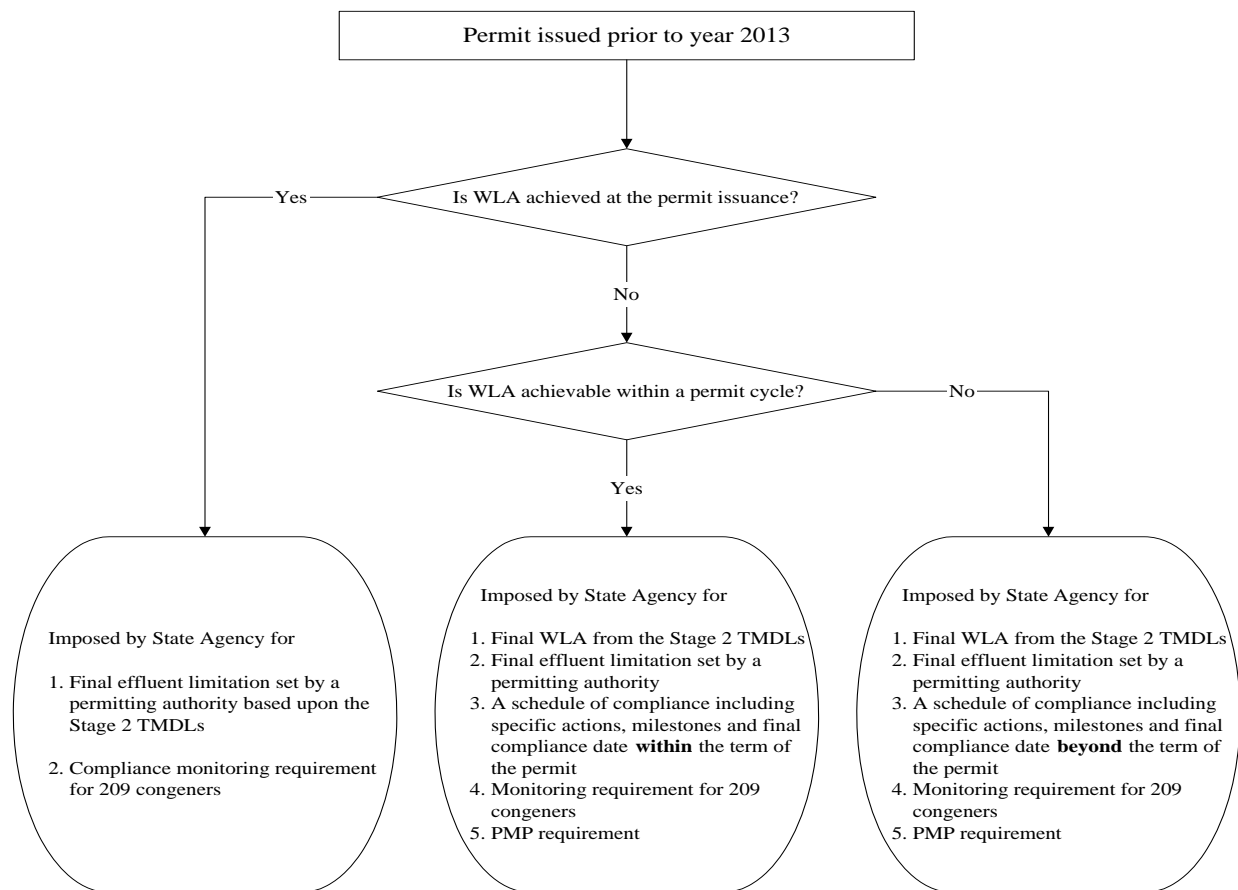 Permit issued prior to year 2013
Is WLA achieved at the permit issuance?
Yes
No
Is WLA achievable within a permit cycle?
No
Yes
Imposed by State Agency for
1. Final effluent limitation set by a
permitting authority based upon the
Stage 2 TMDLs
2. Compliance monitoring requirement
for 209 congeners
Imposed by State Agency for
1. Final WLA from the Stage 2 TMDLs
2. Final effluent limitation set by a
permitting authority
3. A schedule of compliance including
specific actions, milestones and final
compliance date within the term of
the permit
4. Monitoring requirement for 209
congeners
5. PMP requirement
Imposed by State Agency for
1. Final WLA from the Stage 2 TMDLs
2. Final effluent limitation set by a
permitting authority
3. A schedule of compliance including
specific actions, milestones and final
compliance date beyond the term of
the permit
4. Monitoring requirement for 209
congeners
5. PMP requirement